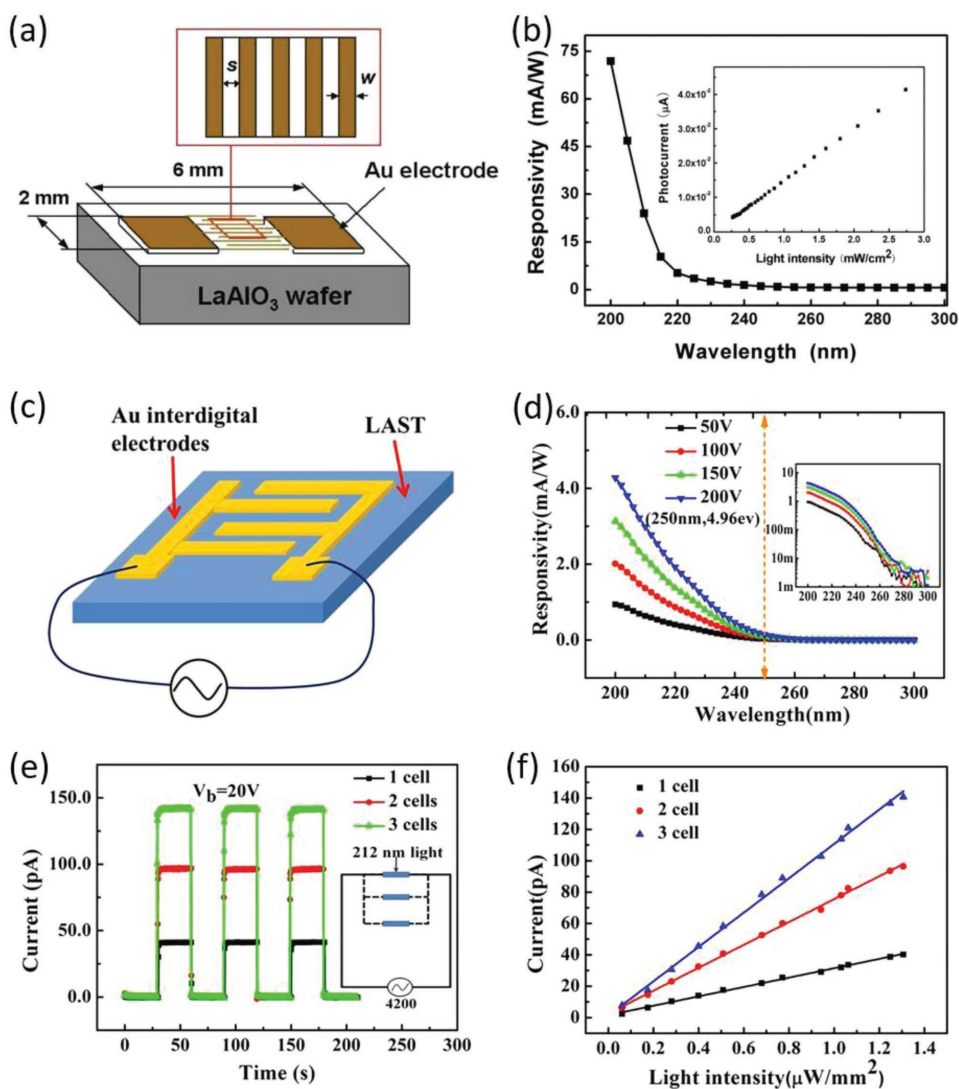 (a)
s
w
6 mm
2 mm
Au electrode
LaAlO3 wafer
(b)
Responsivity (mA/W)
75
60
45
30
15
0
200 220 240 260 280 300
Wavelength (nm)
Photocurrent (μA)
4.0x10-2
3.0x10-2
2.0x10-2
1.0x10-2
0.0
0.0 0.5 1.0 1.5 2.0 2.5 3.0
Light intensity (mW/cm2)
(c)
Au interdigital
electrodes
LAST
(d)
Responsivity(mA/W)
6.0
4.0
2.0
0.0
50V
100V
150V
200V
(250nm,4.96ev)
10
1
100m
10m
1m
200 220 240 260 280 300
200 220 240 260 280 300
Wavelength(nm)
(e)
Current (pA)
150.0
100.0
50.0
0.0
Vb=20V
1 cell
2 cells
3 cells
212 nm light
4200
0 50 100 150 200
Time (s)
(f)
Current(pA)
160
140
120
100
80
60
40
20
0
1 cell
2 cell
3 cell
0.0 0.2 0.4 0.6 0.8 1.0 1.2 1.4
Light intensity(μW/mm2)